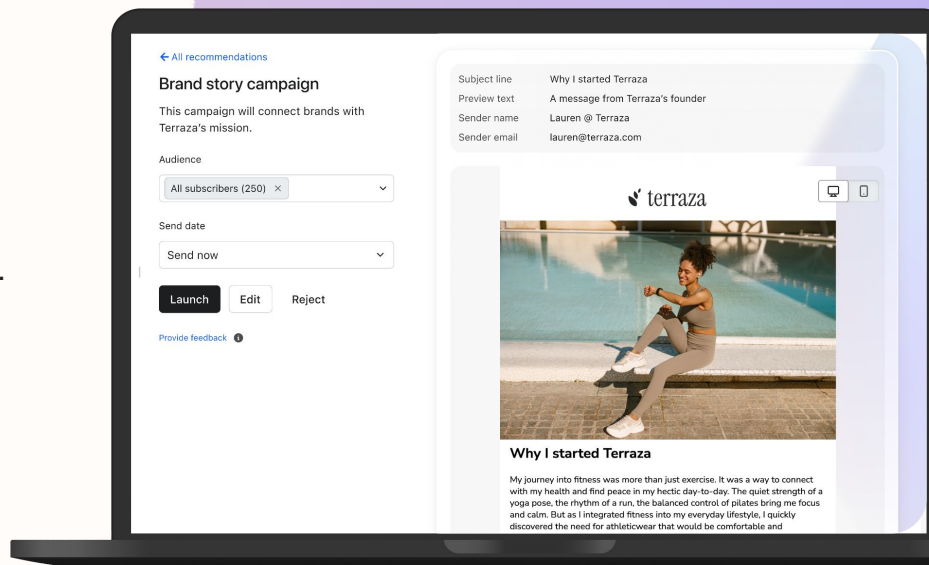 All recommendations
Brand story campaign
This campaign will connect brands with
Terraza's mission.
Audience
All subscribers (250) ×
Send date
Send now
Launch Edit Reject
Provide feedback
Subject line Why I started Terraza
Preview text A message from Terraza's founder
Sender name Lauren @ Terraza
Sender email lauren@terraza.com
terraza
Why I started Terraza
My journey into fitness was more than just exercise. It was a way to connect
with my health and find peace in my hectic day-to-day. The quiet strength of a
yoga pose, the rhythm of a run, the balanced control of pilates bring me focus
and calm. But as I integrated fitness into my everyday lifestyle, I quickly
discovered the need for athleticwear that would be comfortable and